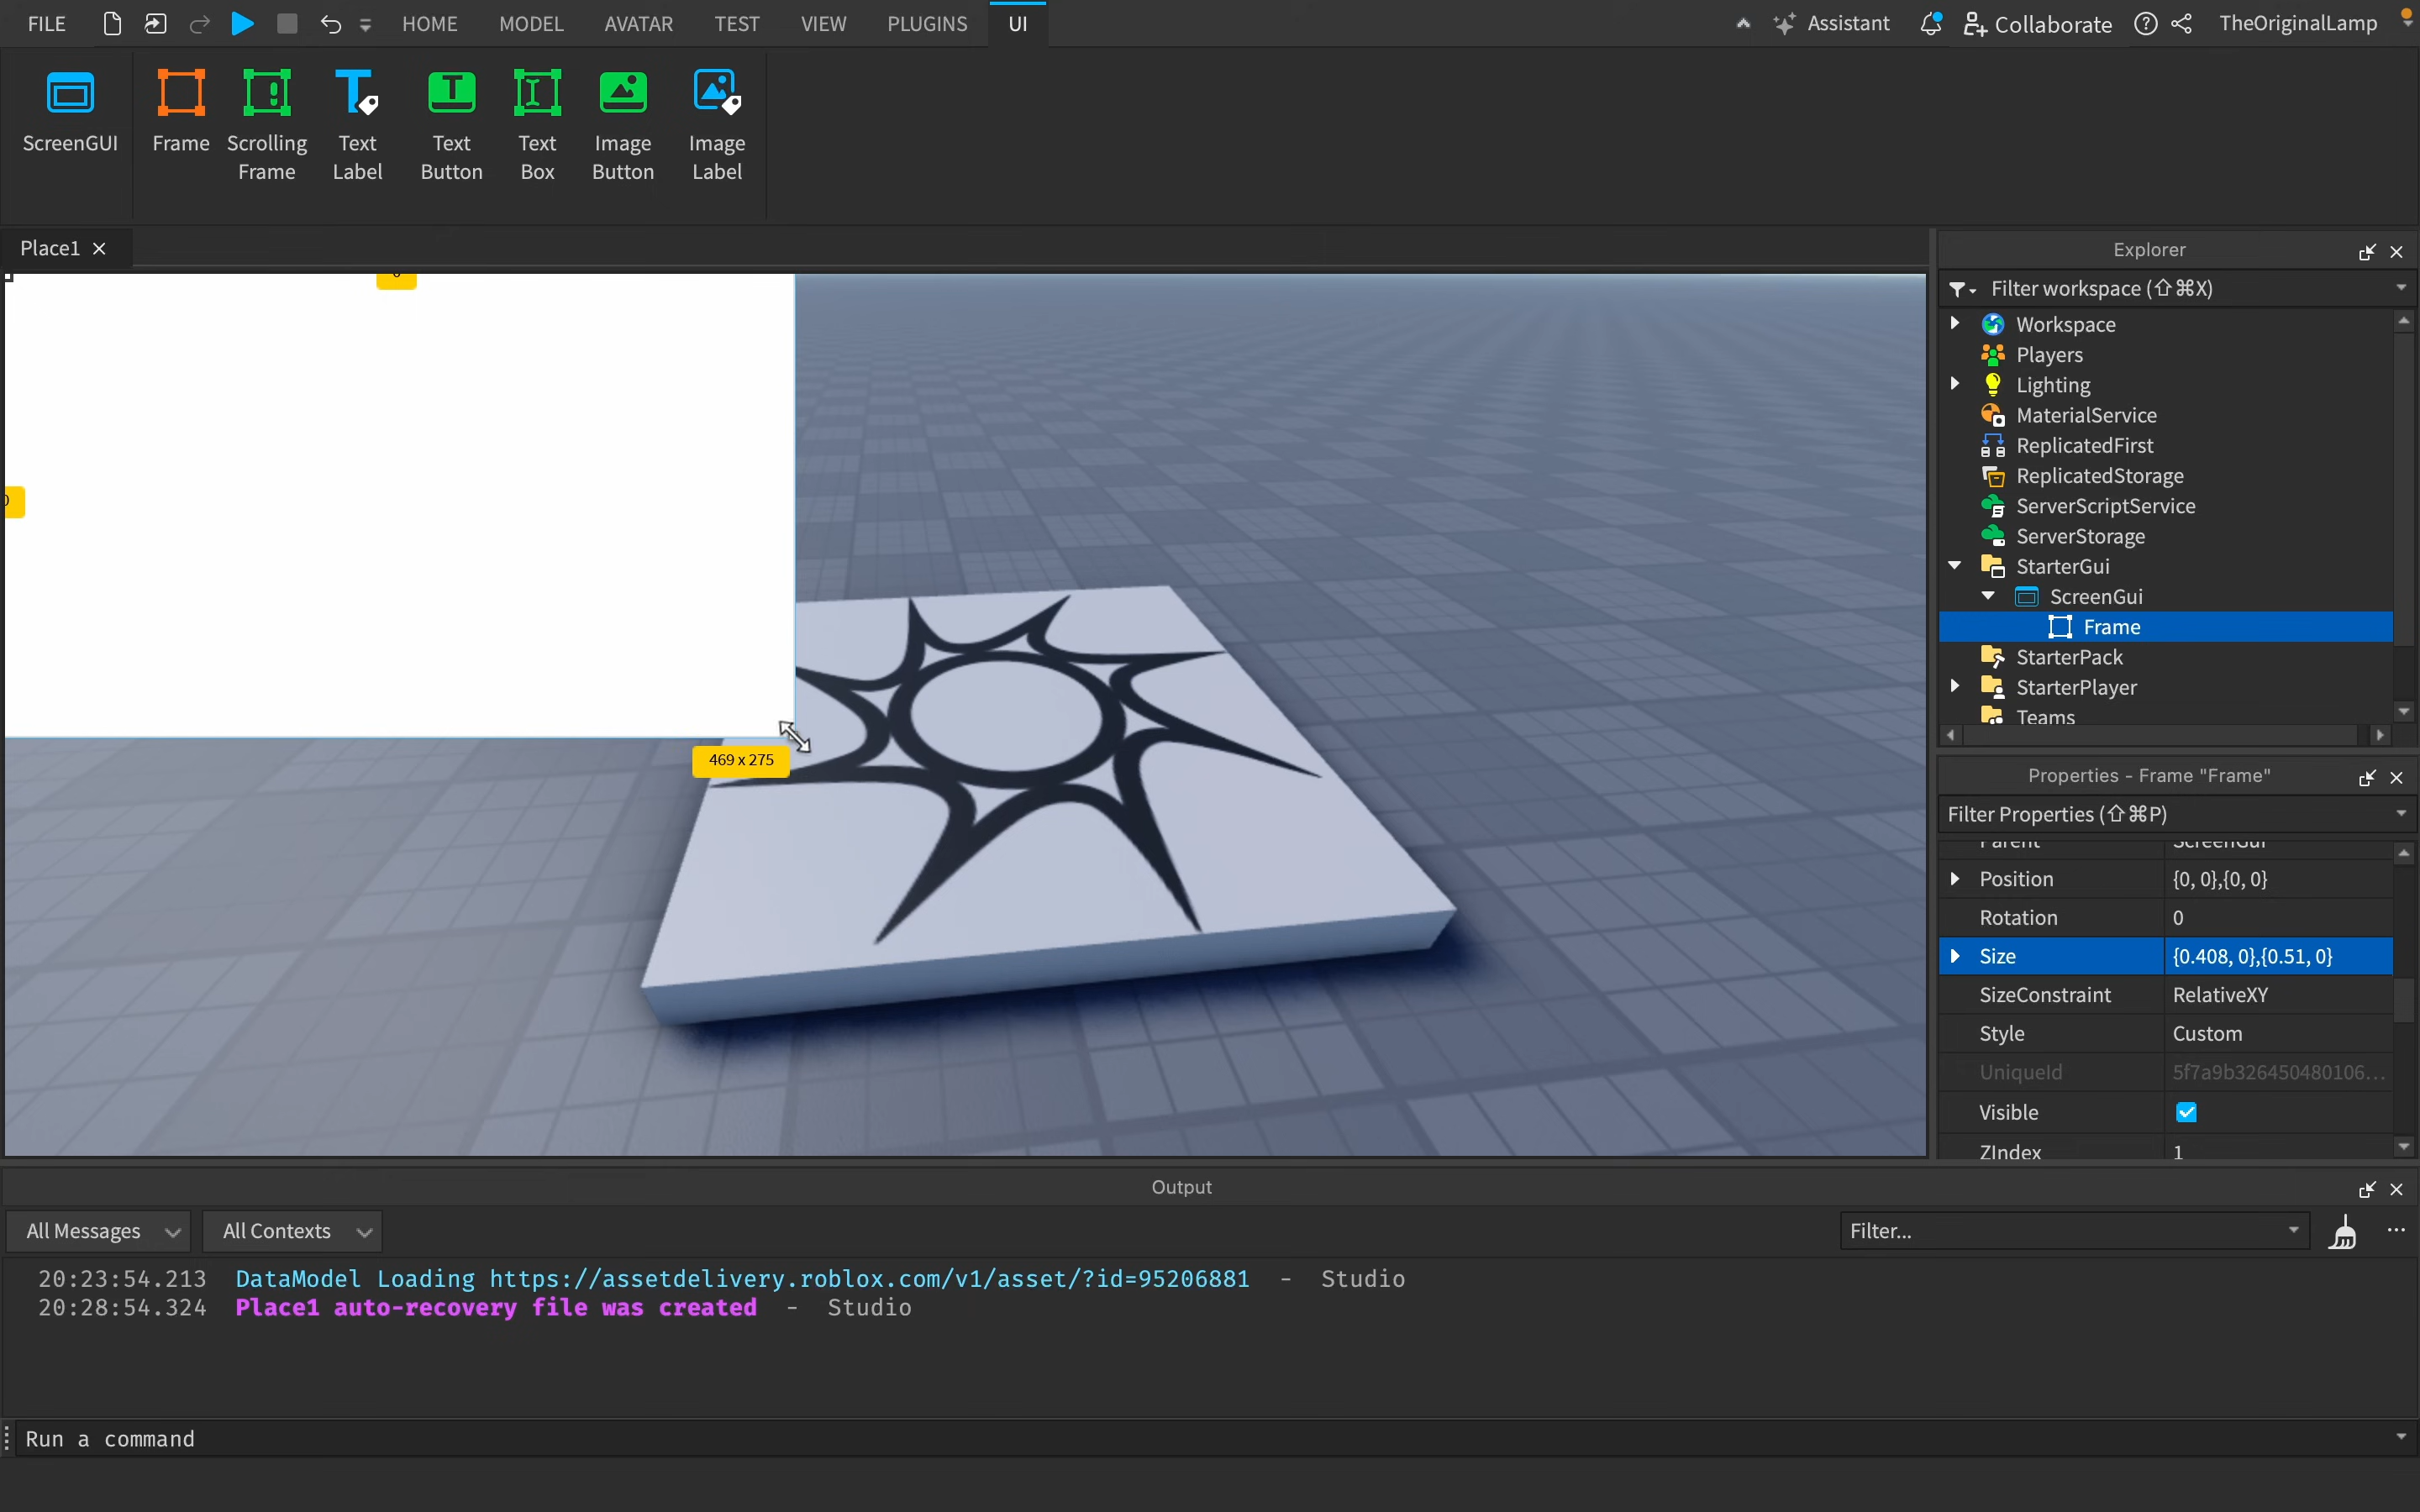 FILE HOME MODEL AVATAR TEST VIEW PLUGINS UI Assistant Collaborate TheOriginalLamp
ScreenGUI
Frame
Scrolling
Frame
Text
Label
Text
Button
Text
Box
Image
Button
Image
Label
Place1
469 x 275
Explorer
Filter workspace (⇧⌘X)
Workspace
Players
Lighting
MaterialService
ReplicatedFirst
ReplicatedStorage
ServerScriptService
ServerStorage
StarterGui
ScreenGui
Frame
StarterPack
StarterPlayer
Teams
Properties - Frame "Frame"
Filter Properties (⇧⌘P)
Parent ScreenGui
Position {0, 0},{0, 0}
Rotation 0
Size {0.408, 0},{0.51, 0}
SizeConstraint RelativeXY
Style Custom
UniqueId 5f7a9b326450480106...
Visible
ZIndex 1
Output
All Messages All Contexts Filter...
20:23:54.213 DataModel Loading https://assetdelivery.roblox.com/v1/asset/?id=95206881 - Studio
20:28:54.324 Place1 auto-recovery file was created - Studio
Run a command